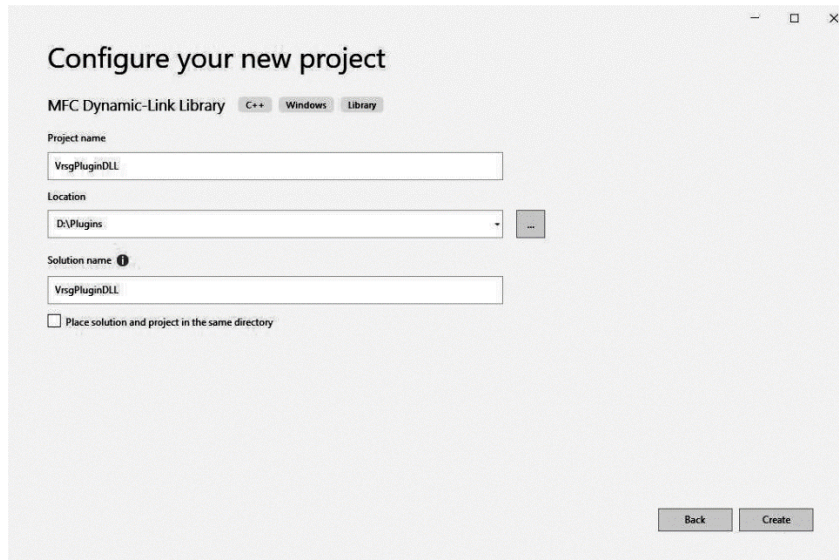 Configure your new project
MFC Dynamic-Link Library C++ Windows Library
Project name
VrsgPluginDLL
Location
D:\Plugins
...
Solution name
VrsgPluginDLL
Place solution and project in the same directory
Back Create